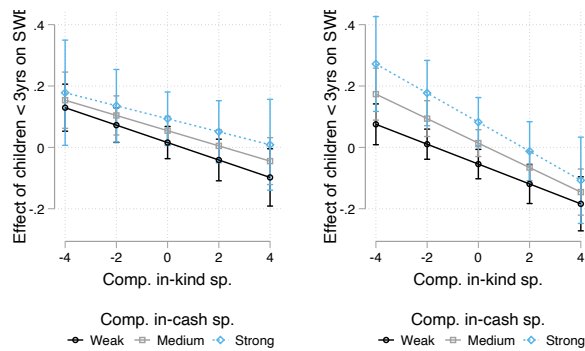 Effect of children < 3yrs on SWB
.4
.2
0
-.2
-4 -2 0 2 4
Comp. in-kind sp.
Comp. in-cash sp.
Weak Medium Strong
Effect of children < 3yrs on SWB
.4
.2
0
-.2
-4 -2 0 2 4
Comp. in-kind sp.
Comp. in-cash sp.
Weak Medium Strong